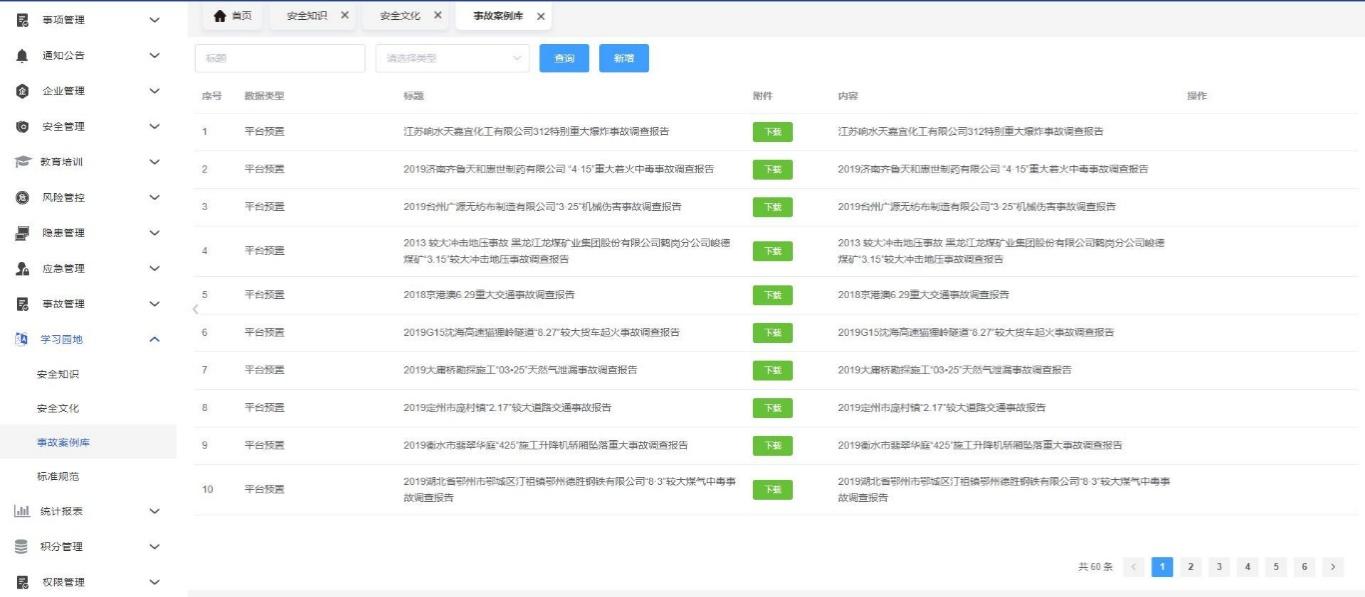 事项管理
通知公告
企业管理
安全管理
教育培训
风险管控
隐患管理
应急管理
事故管理
学习园地
安全知识
安全文化
事故案例库
标准规范
统计报表
积分管理
权限管理
首页 安全知识 安全文化 事故案例库
标题 请选择类型 查询 新增
序号 数据类型 标题 附件 内容 操作
1 平台预置 江苏响水天嘉宜化工有限公司312特别重大爆炸事故调查报告 下载 江苏响水天嘉宜化工有限公司312特别重大爆炸事故调查报告
2 平台预置 2019济南齐鲁天和惠世制药有限公司 “4·15”重大着火中毒事故调查报告 下载 2019济南齐鲁天和惠世制药有限公司 “4·15”重大着火中毒事故调查报告
3 平台预置 2019台州广源无纺布制造有限公司“3·25”机械伤害事故调查报告 下载 2019台州广源无纺布制造有限公司“3·25”机械伤害事故调查报告
4 平台预置 2013 较大冲击地压事故 黑龙江龙煤矿业集团股份有限公司鹤岗分公司峻德 下载 2013 较大冲击地压事故 黑龙江龙煤矿业集团股份有限公司鹤岗分公司峻德
煤矿“3.15”较大冲击地压事故调查报告 煤矿“3.15”较大冲击地压事故调查报告
5 平台预置 2018京港澳6.29重大交通事故调查报告 下载 2018京港澳6.29重大交通事故调查报告
6 平台预置 2019G15沈海高速猫狸岭隧道“8.27”较大货车起火事故调查报告 下载 2019G15沈海高速猫狸岭隧道“8.27”较大货车起火事故调查报告
7 平台预置 2019大庙桥勘探施工“03•25”天然气泄漏事故调查报告 下载 2019大庙桥勘探施工“03•25”天然气泄漏事故调查报告
8 平台预置 2019定州市庞村镇“2.17”较大道路交通事故报告 下载 2019定州市庞村镇“2.17”较大道路交通事故报告
9 平台预置 2019衡水市翡翠华庭“425”施工升降机轿厢坠落重大事故调查报告 下载 2019衡水市翡翠华庭“425”施工升降机轿厢坠落重大事故调查报告
10 平台预置 2019湖北省鄂州市鄂城区汀祖镇鄂州德胜钢铁有限公司“8·3”较大煤气中毒事 下载 2019湖北省鄂州市鄂城区汀祖镇鄂州德胜钢铁有限公司“8·3”较大煤气中毒事
故调查报告 故调查报告
共 60 条 1 2 3 4 5 6